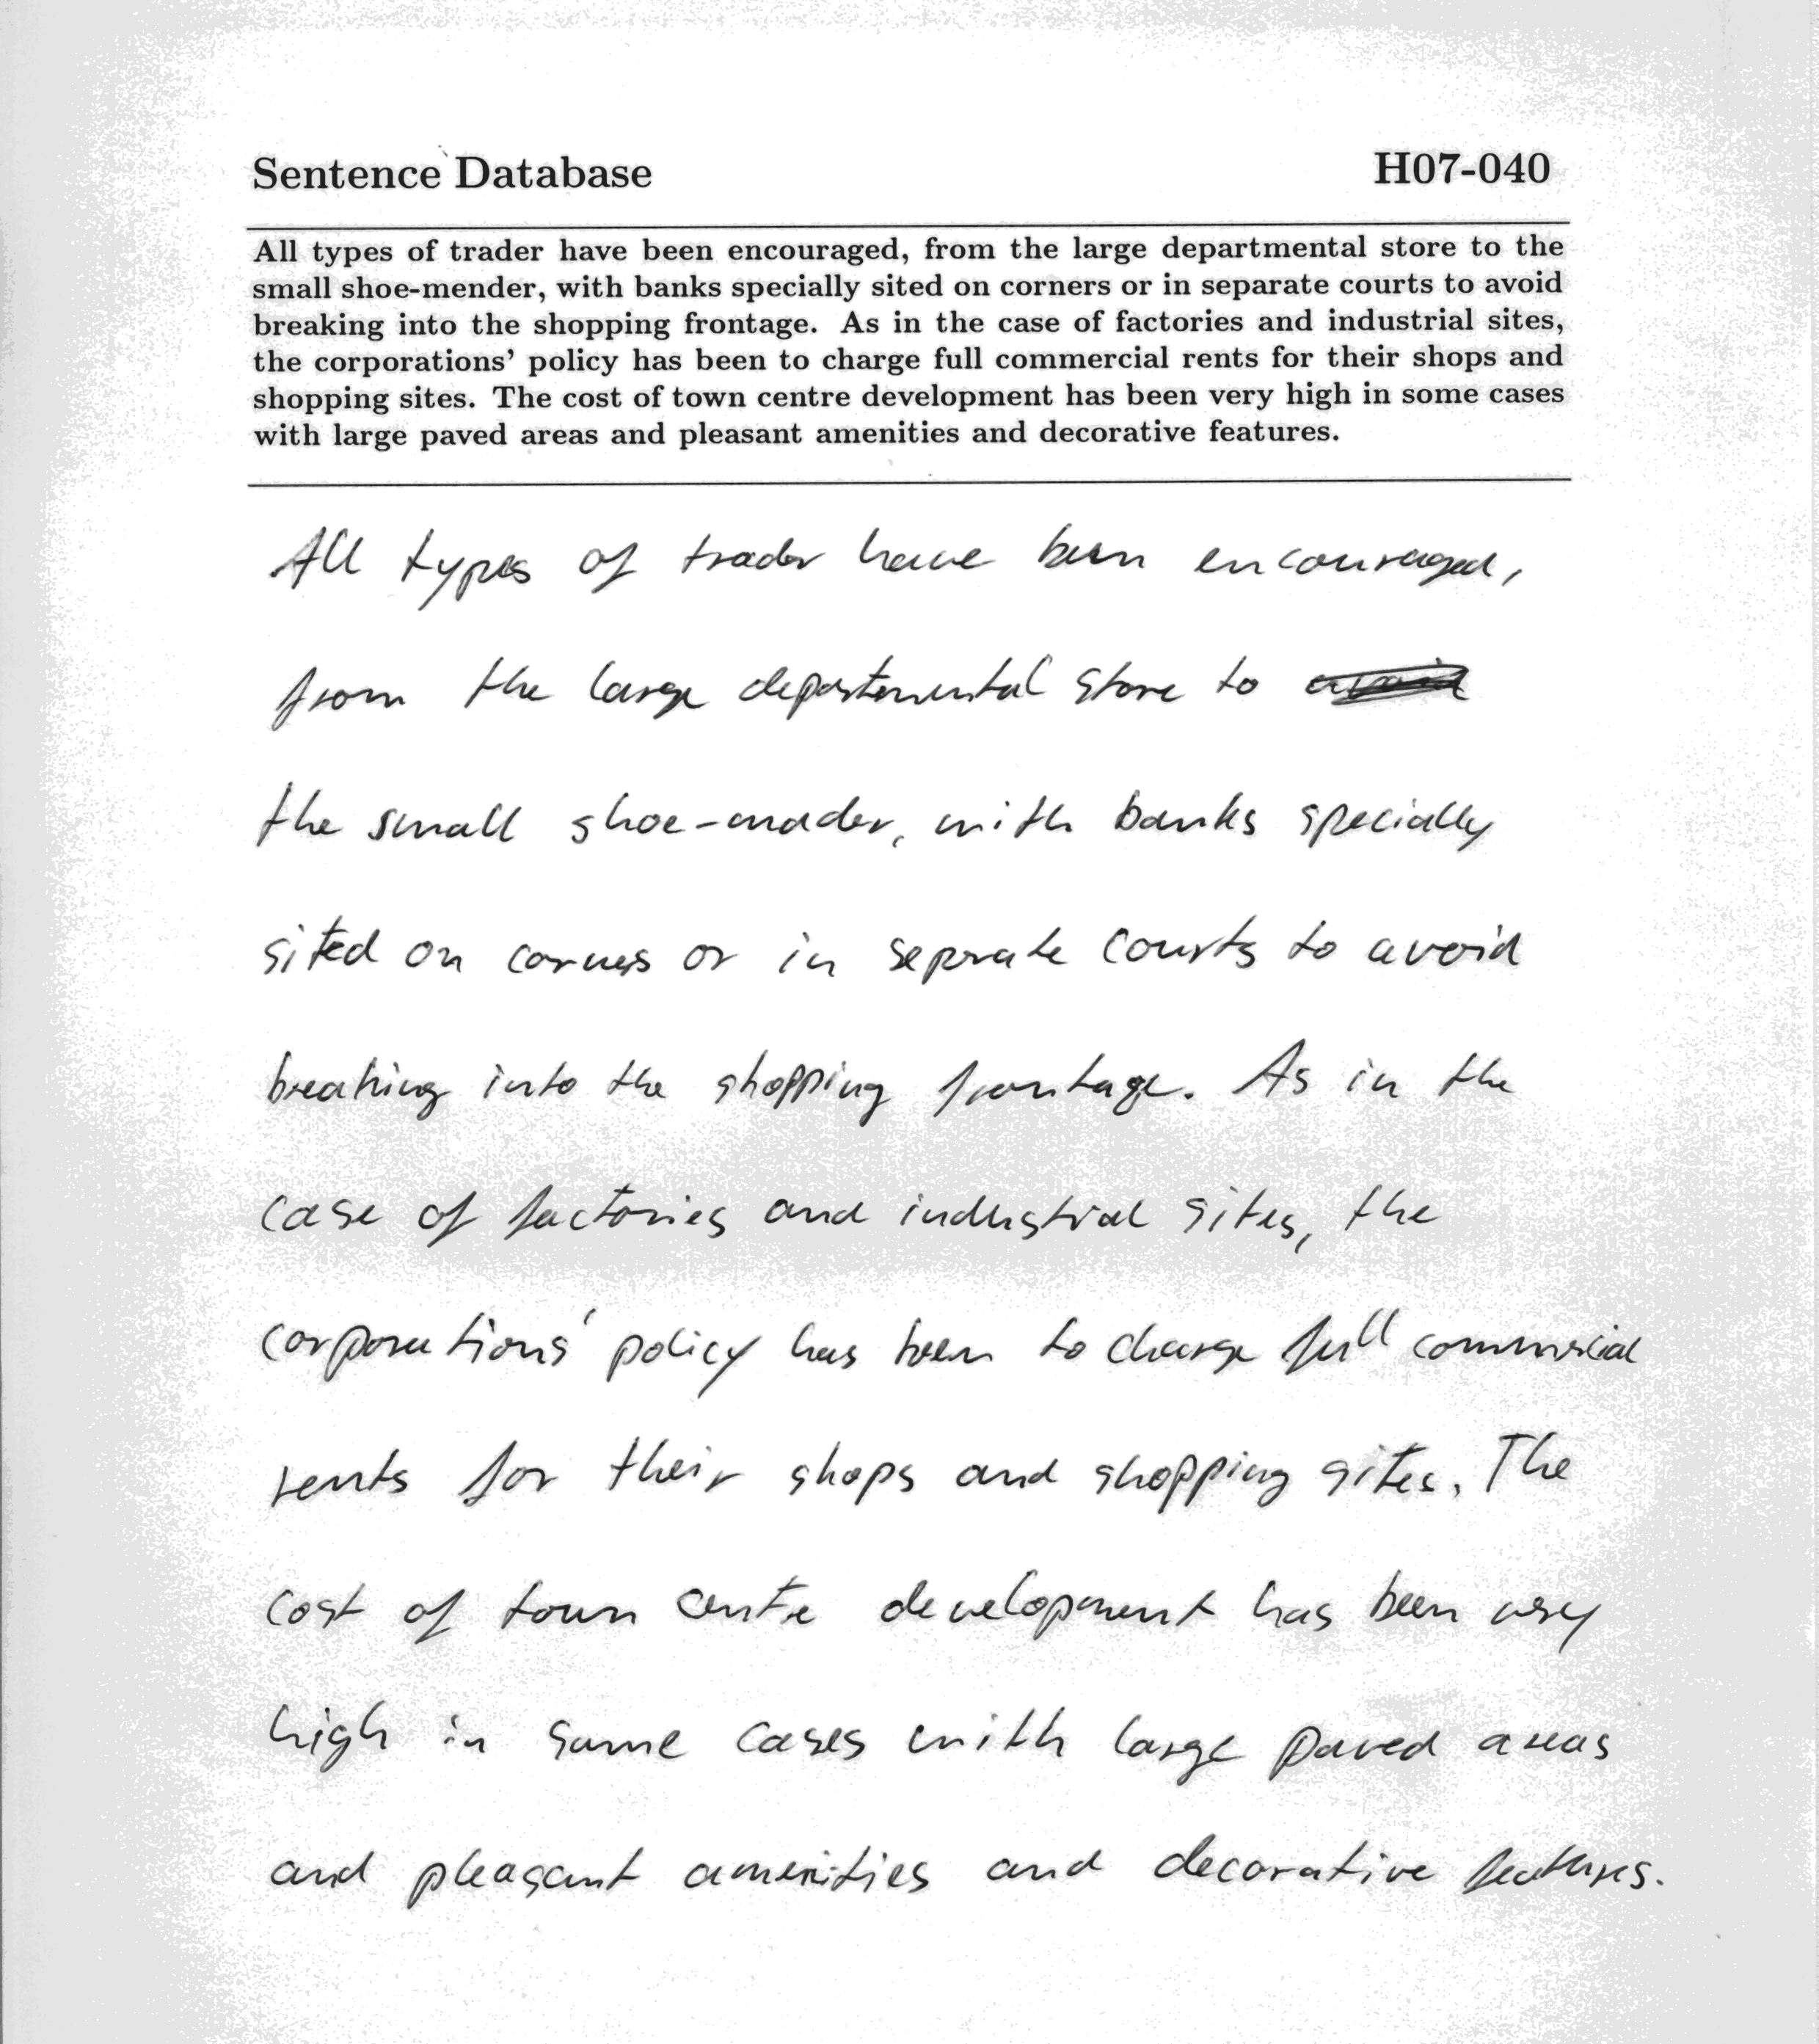 Sentence Database
H07-040
All types of trader have been encouraged, from the large departmental store to the
small shoe-mender, with banks specially sited on corners or in separate courts to avoid
breaking into the shopping frontage. As in the case of factories and industrial sites,
the corporations' policy has been to charge full commercial rents for their shops and
shopping sites. The cost of town centre development has been very high in some cases
with large paved areas and pleasant amenities and decorative features.
All types of trader have been encouraged,
from the large departemental store to
the small shoe-mader, with banks specially
sited on corners or in seperate courts to avoid
breaking into the shopping frontage. As in the
case of factories and industrial sites, the
corporations' policy has been to charge full commercial
rents for their shops and shopping sites. The
cost of town centre development has been very
high in some cases with large paved areas
and pleasant amenities and decorative features.